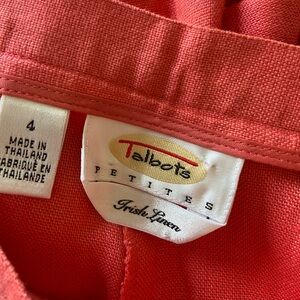 4
MADE IN
THAILAND
FABRIQUÉ EN
THAÏLANDE
Talbots
PETITES
Irish Linen